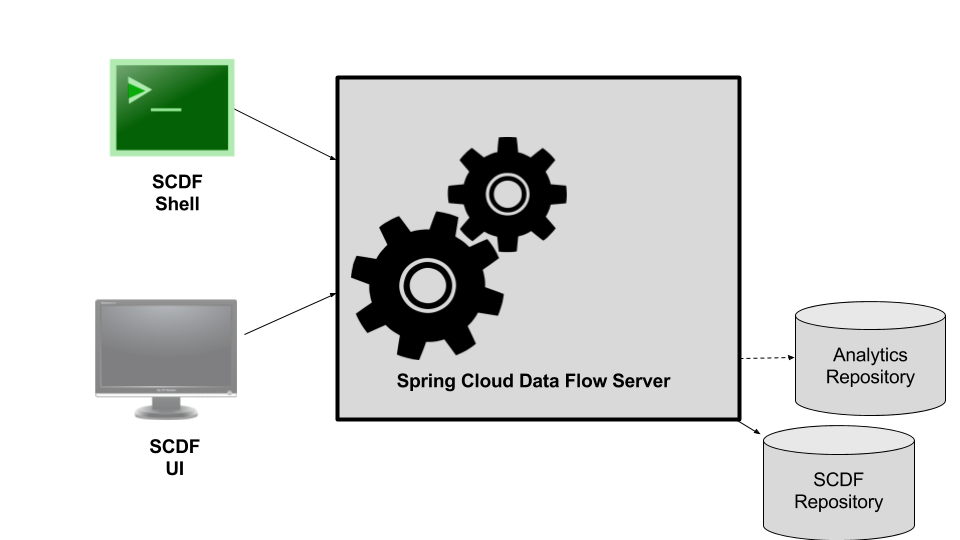 >_
SCDF
Shell
SCDF
UI
Spring Cloud Data Flow Server
Analytics
Repository
SCDF
Repository